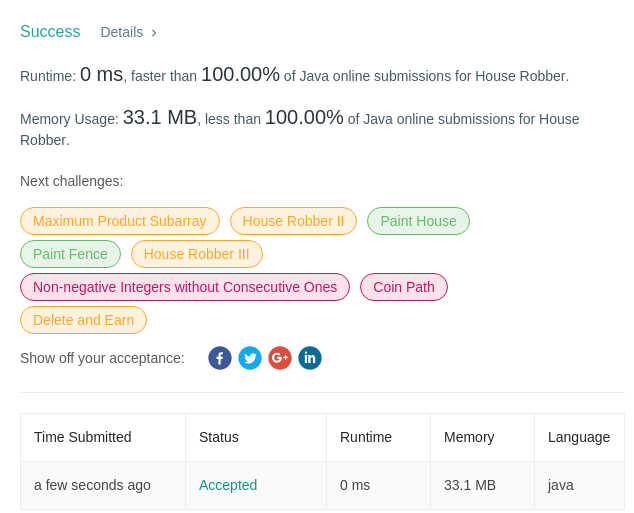 Success Details ›
Runtime: 0 ms, faster than 100.00% of Java online submissions for House Robber.
Memory Usage: 33.1 MB, less than 100.00% of Java online submissions for House
Robber.
Next challenges:
Maximum Product Subarray House Robber II Paint House
Paint Fence House Robber III
Non-negative Integers without Consecutive Ones Coin Path
Delete and Earn
Show off your acceptance: f G+ in
Time Submitted Status Runtime Memory Language
a few seconds ago Accepted 0 ms 33.1 MB java